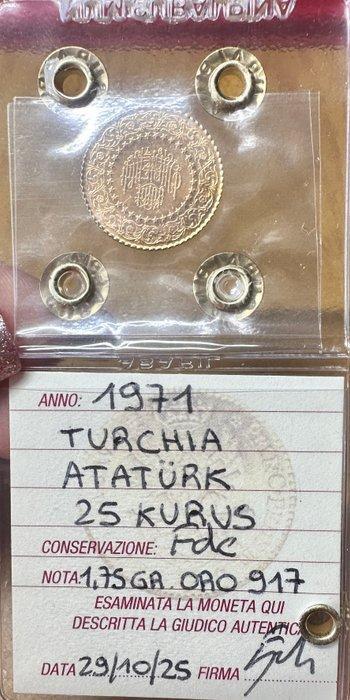 ANNO: 1971
TURCHIA
ATATÜRK
25 KURUS
CONSERVAZIONE: Fdc
NOTA: 1,75 GR. ORO 917
ESAMINATA LA MONETA QUI
DESCRITTA LA GIUDICO AUTENTICA
DATA 29/10/25 FIRMA